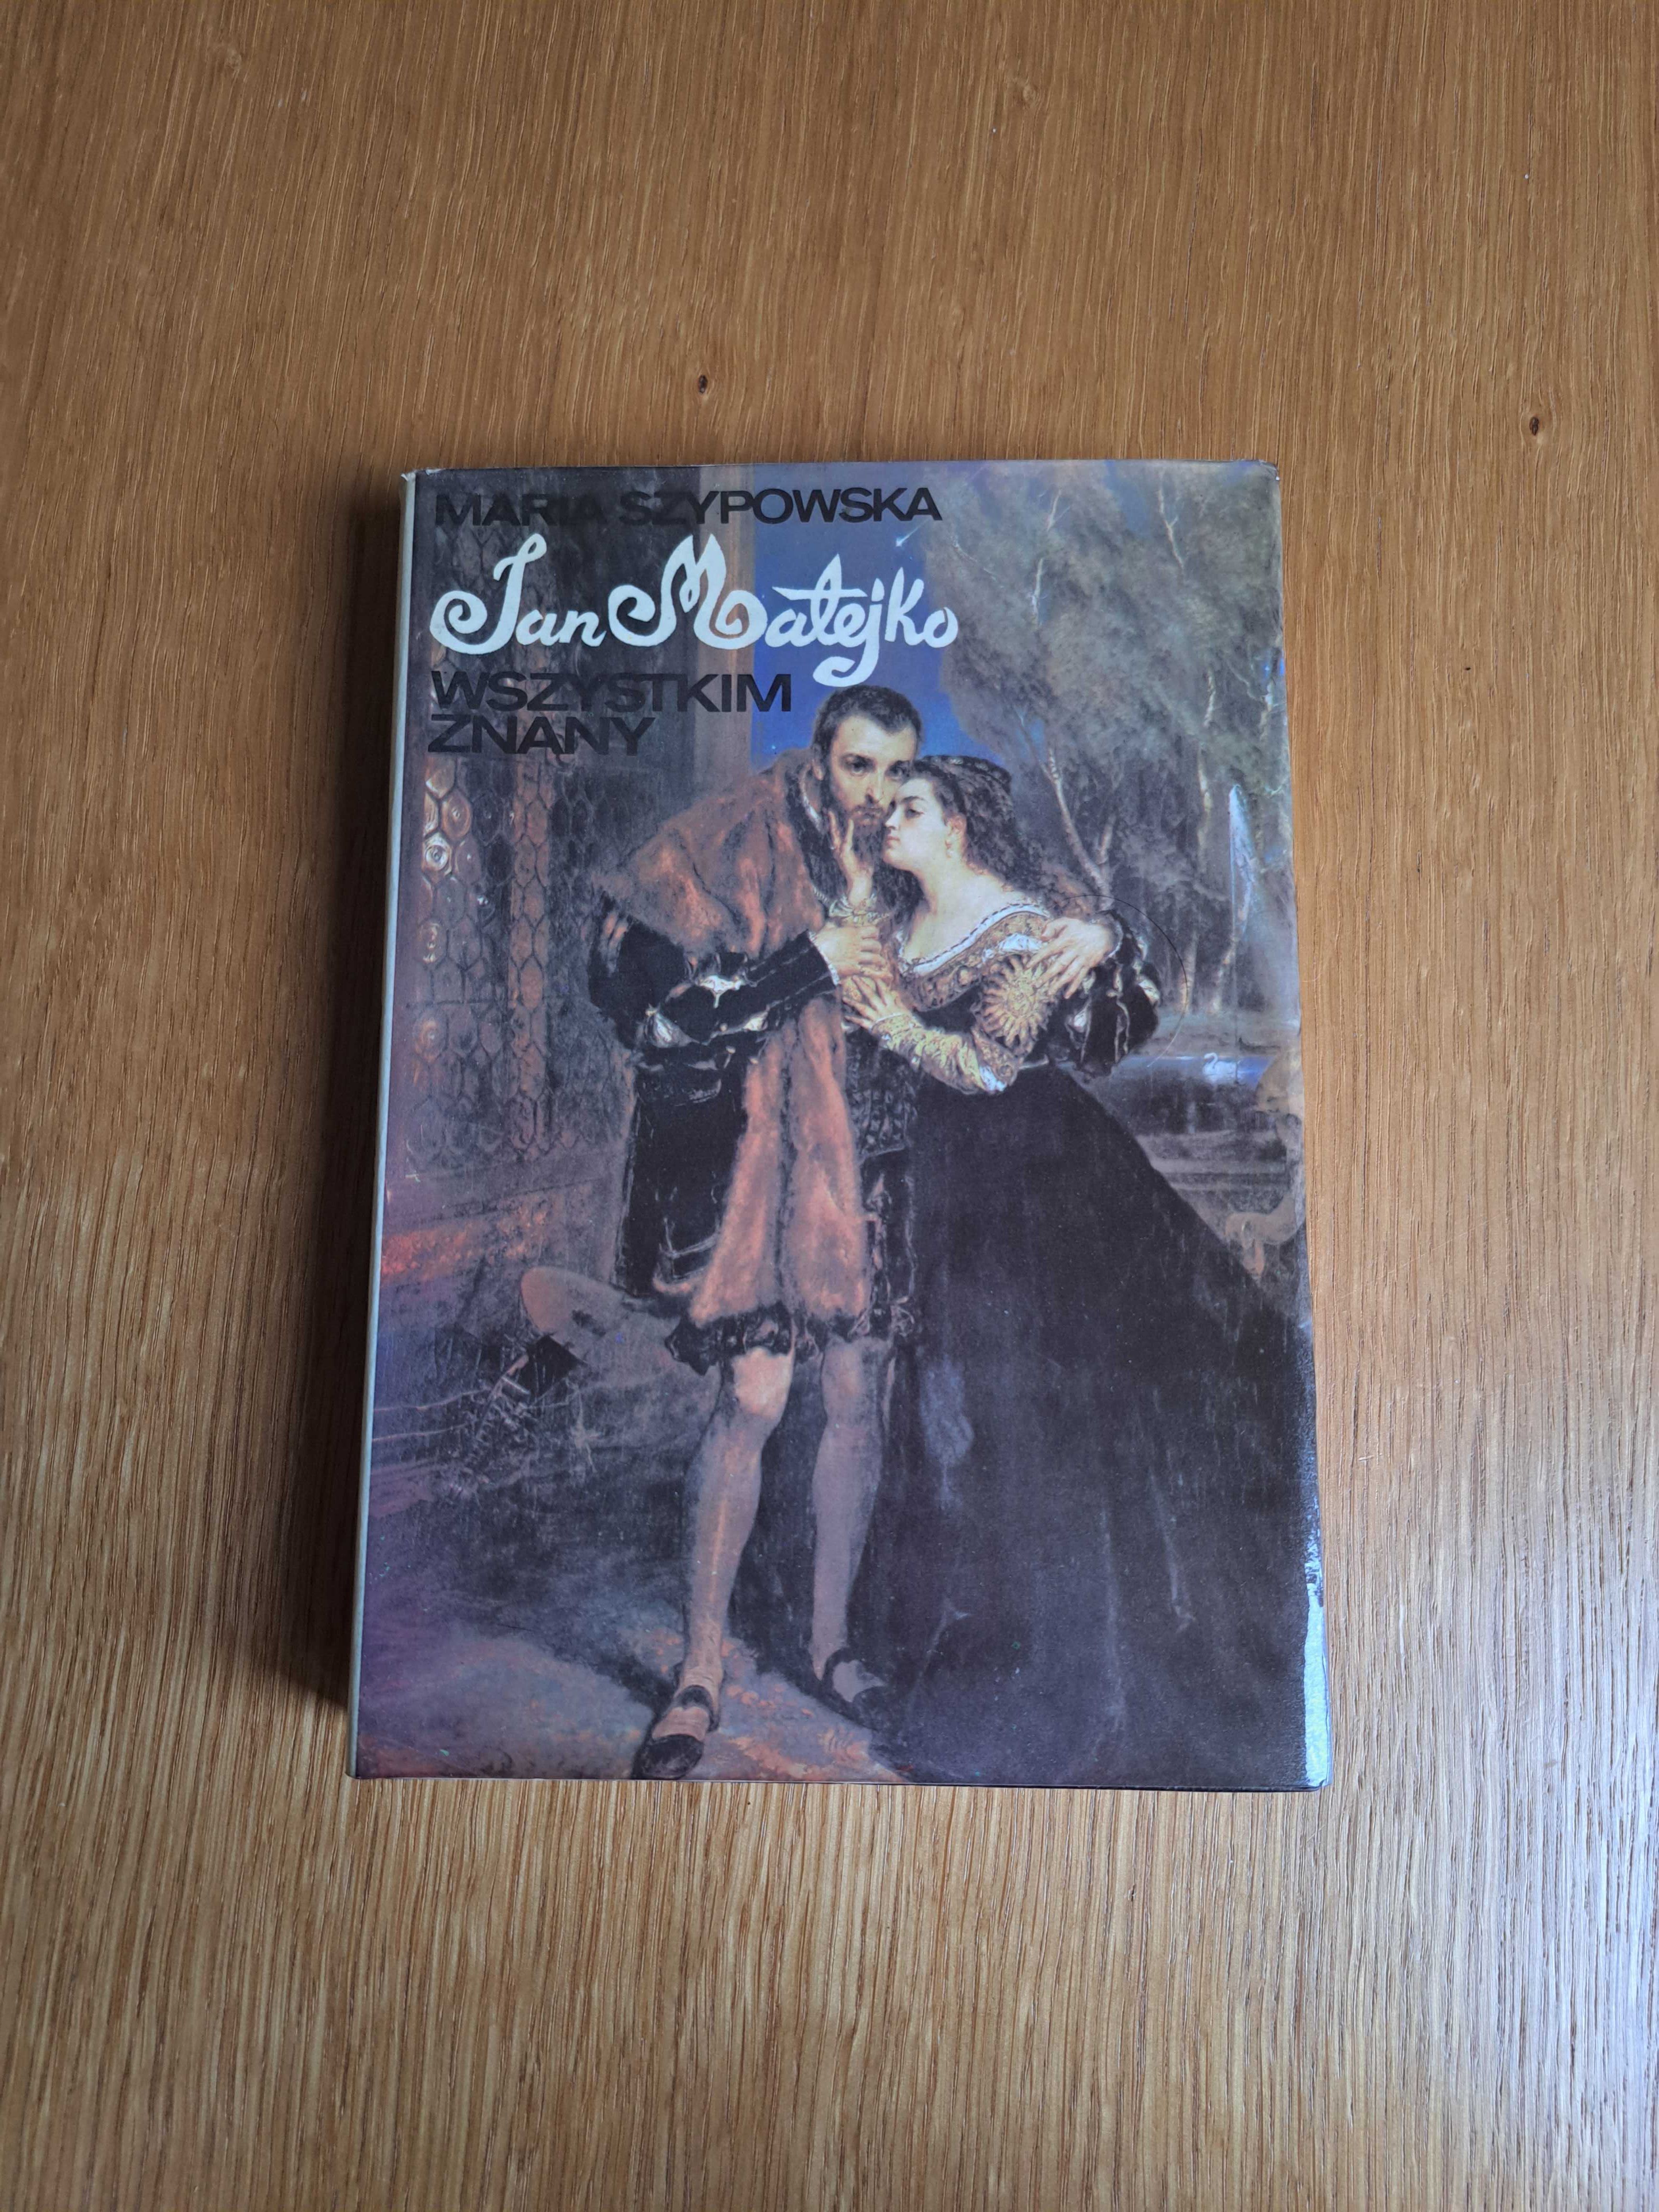 MARIA SZYPOWSKA
Jan Matejko
WSZYSTKIM
ZNANY